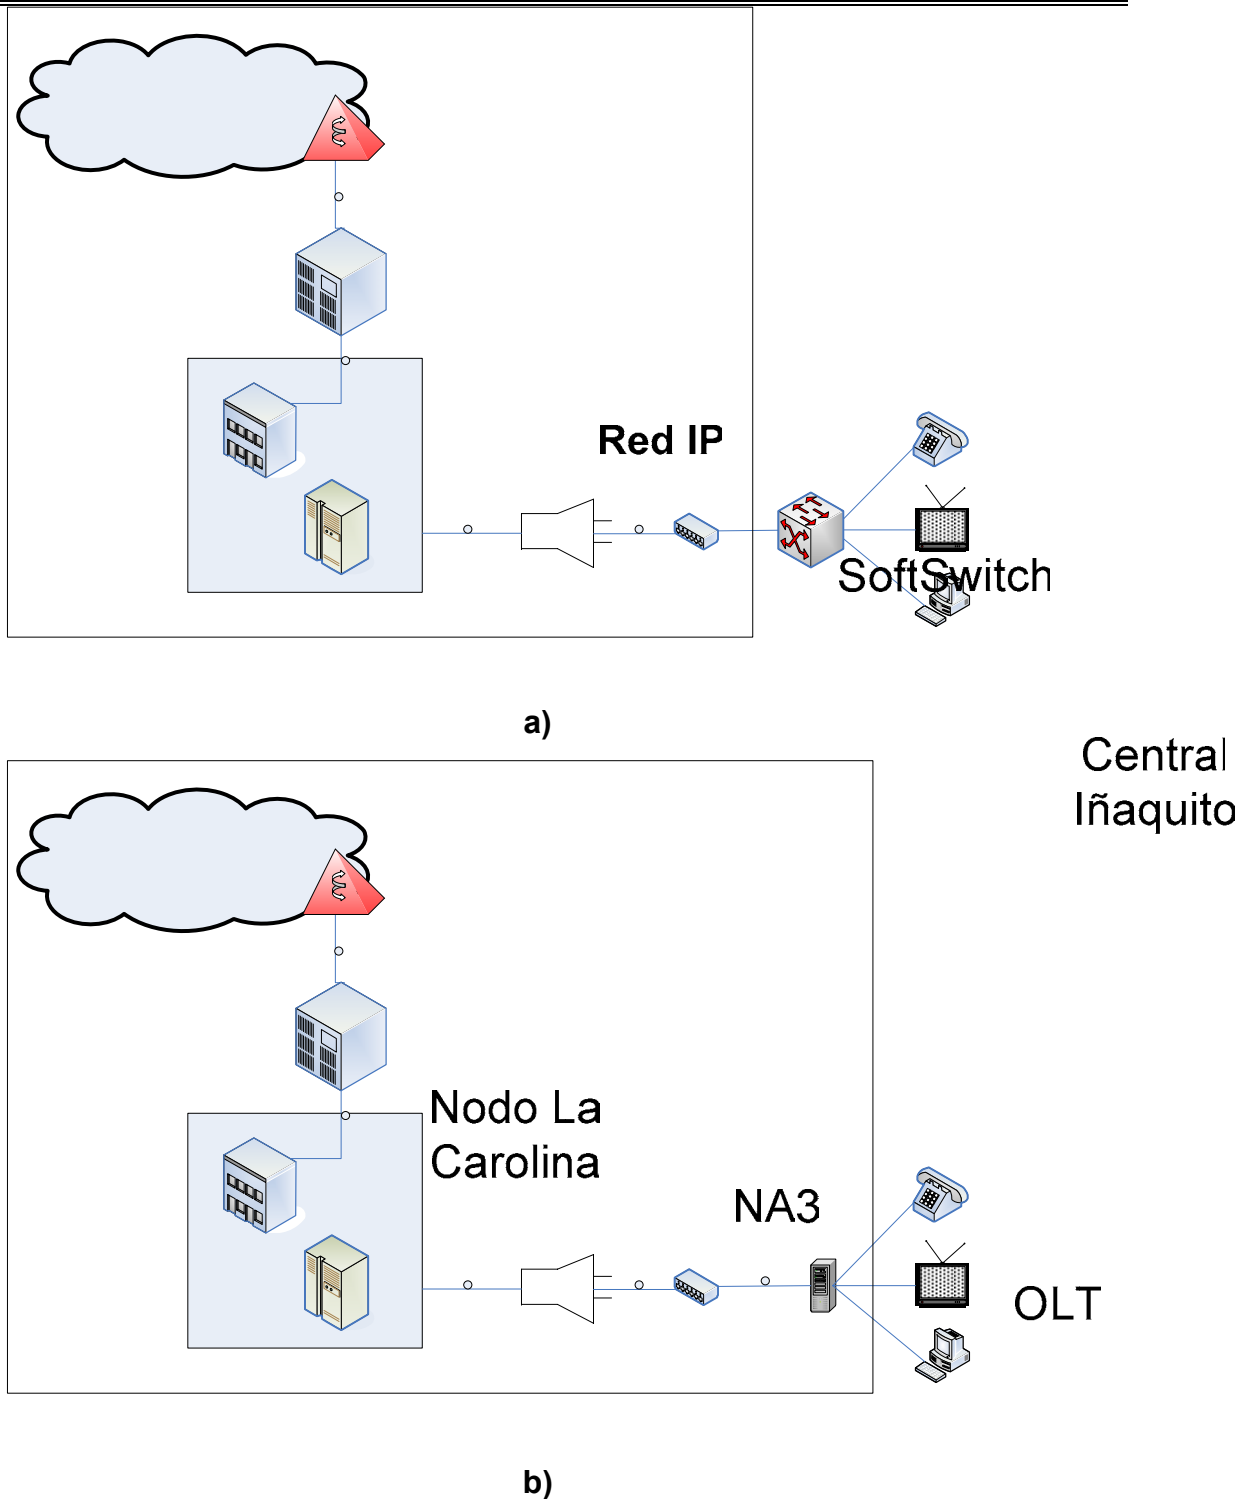 Red IP
SoftSwitch
a)
Central
Iñaquito
Nodo La
Carolina
NA3
OLT
b)